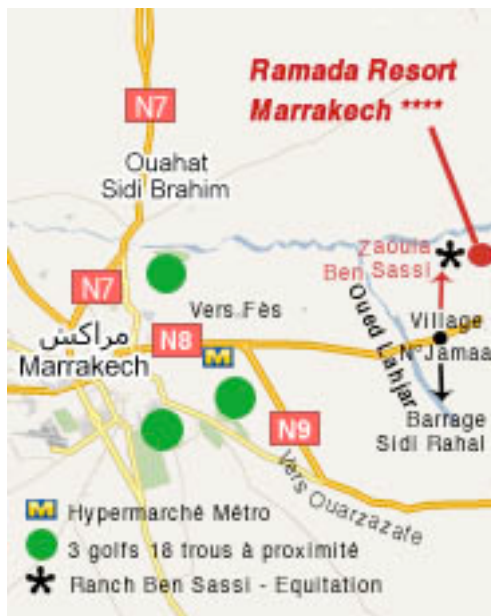 N7
Ramada Resort
Marrakech ****
Ouahat
Sidi Brahim
Zaouia
Ben Sassi
N7
Vers Fès
Oued Lahjar
Village
N'Jamaa
مراكش
Marrakech
N8
M
Barrage
Sidi Rahal
N9
Vers Ouarzazate
M Hypermarché Métro
3 golfs 18 trous à proximité
Ranch Ben Sassi - Equitation